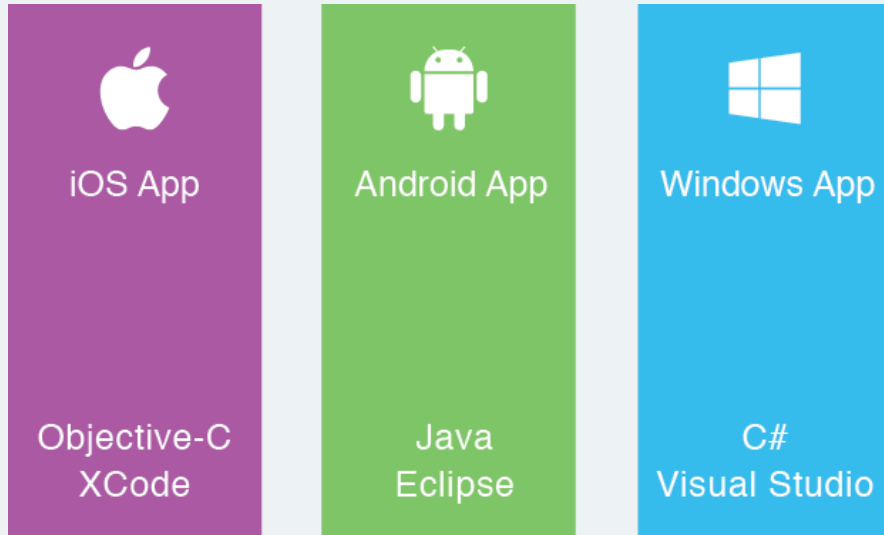 iOS App
Objective-C
XCode
Android App
Java
Eclipse
Windows App
C#
Visual Studio